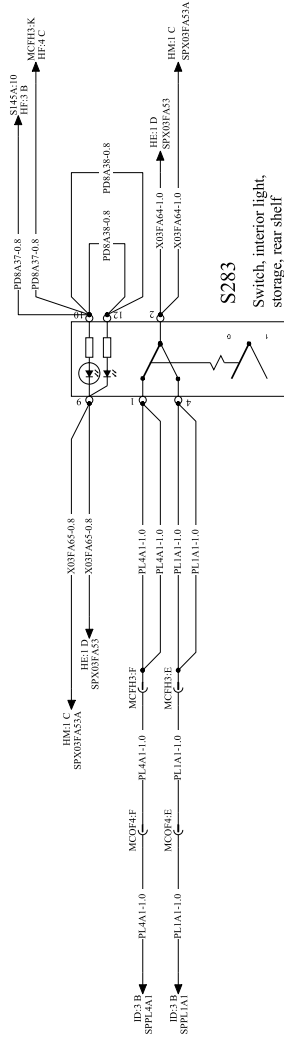 S145A:10
HF:3 B
MCFH3:K
HF:4 C
HM:1 C
SPX03FA53A
PD8A38-0.8
HE:1 D
SPX03FA53
PD8A37-0.8
PD8A37-0.8
PD8A38-0.8
X03FA64-1.0
X03FA64-1.0
10
12
2
S283
Switch, interior light,
storage, rear shelf
0
1
9
1
4
X03FA65-0.8
X03FA65-0.8
PL4A1-1.0
PL4A1-1.0
PL1A1-1.0
PL1A1-1.0
HE:1 D
SPX03FA53
HM:1 C
SPX03FA53A
MCFH3:F
MCFH3:E
PL4A1-1.0
PL1A1-1.0
MCOF4:F
MCOF4:E
PL4A1-1.0
PL1A1-1.0
ID:3 B
SPPL4A1
ID:3 B
SPPL1A1